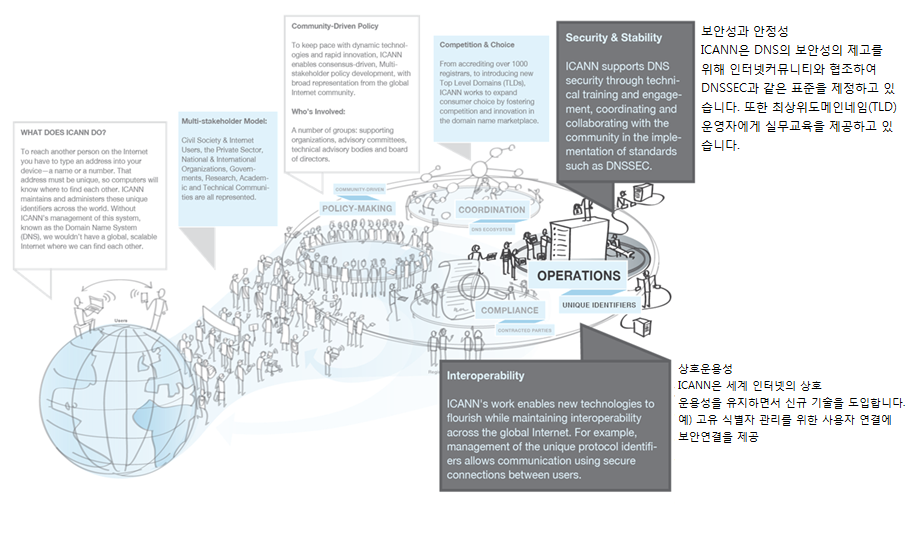 WHAT DOES ICANN DO?
To reach another person on the Internet
you have to type an address into your
device—a name or a number. That
address must be unique, so computers will
know where to find each other. ICANN
maintains and administers these unique
identifiers across the world. Without
ICANN's management of this system,
known as the Domain Name System
(DNS), we wouldn't have a global, scalable
Internet where we can find each other.
Multi-stakeholder Model:
Civil Society & Internet
Users, the Private Sector,
National & International
Organizations, Govern-
ments, Research, Academ-
ic and Technical Communi-
ties are all represented.
Community-Driven Policy
To keep pace with dynamic technolo-
gies and rapid innovation, ICANN
enables consensus-driven, Multi-
stakeholder policy development, with
broad representation from the global
Internet community.
Who's Involved:
A number of groups: supporting
organizations, advisory committees,
technical advisory bodies and board
of directors.
Competition & Choice
From accrediting over 1000
registrars, to introducing new
Top Level Domains (TLDs),
ICANN works to expand
consumer choice by fostering
competition and innovation in
the domain name marketplace.
Security & Stability
ICANN supports DNS
security through techni-
cal training and engage-
ment, coordinating and
collaborating with the
community in the imple-
mentation of standards
such as DNSSEC.
보안성과 안정성
ICANN은 DNS의 보안성의 제고를
위해 인터넷커뮤니티와 협조하여
DNSSEC과 같은 표준을 제정하고 있
습니다. 또한 최상위도메인네임(TLD)
운영자에게 실무교육을 제공하고 있
습니다.
COMMUNITY-DRIVEN
POLICY-MAKING
COORDINATION
DNS ECOSYSTEM
OPERATIONS
UNIQUE IDENTIFIERS
COMPLIANCE
CONTRACTED PARTIES
Users
Interoperability
ICANN's work enables new technologies to
flourish while maintaining interoperability
across the global Internet. For example,
management of the unique protocol identifi-
ers allows communication using secure
connections between users.
상호운용성
ICANN은 세계 인터넷의 상호
운용성을 유지하면서 신규 기술을 도입합니다.
예) 고유 식별자 관리를 위한 사용자 연결에
보안연결을 제공